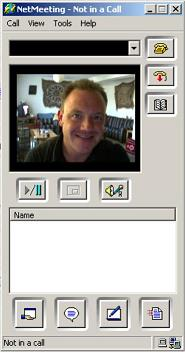 NetMeeting - Not in a Call
Call View Tools Help
Name
Not in a call